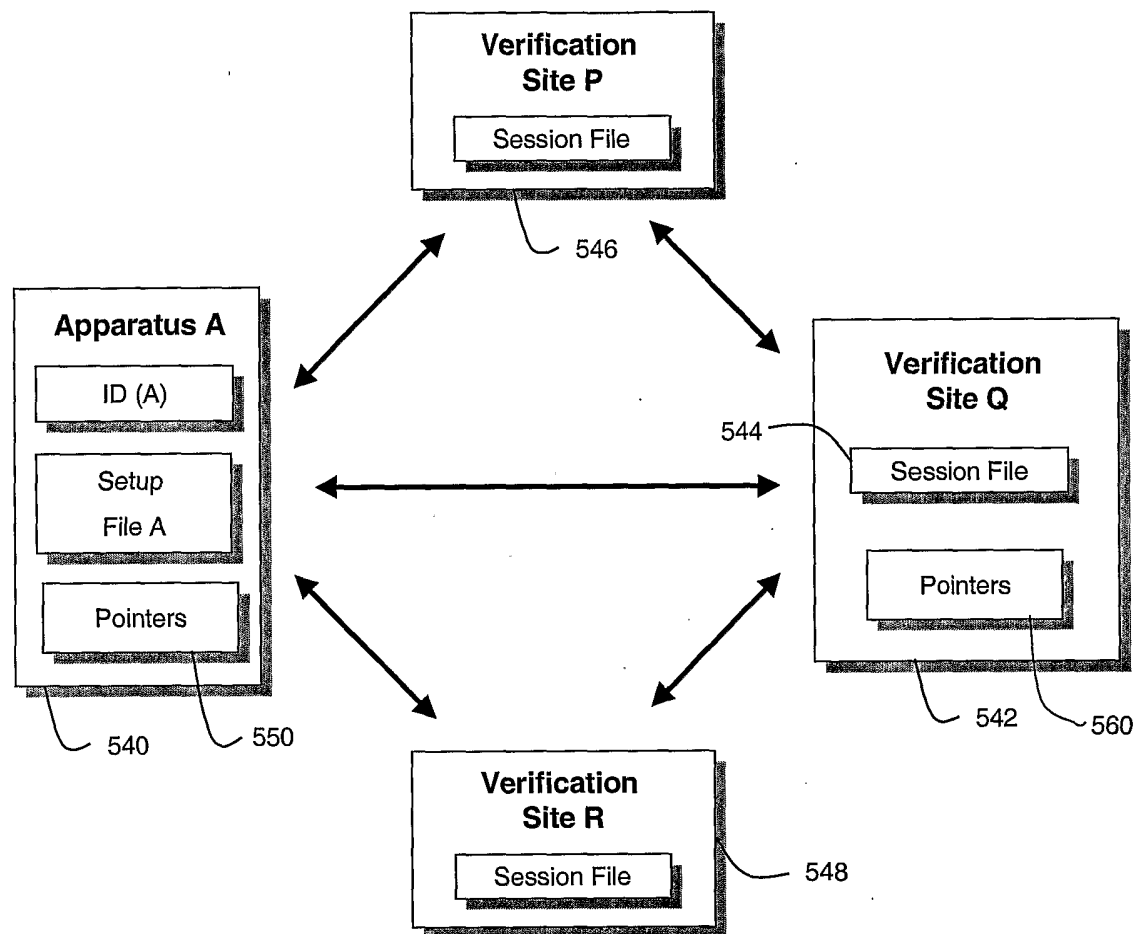 Verification
Site P
Session File
546
Apparatus A
ID (A)
Setup
File A
Pointers
540
550
Verification
Site Q
544
Session File
Pointers
542
560
Verification
Site R
Session File
548